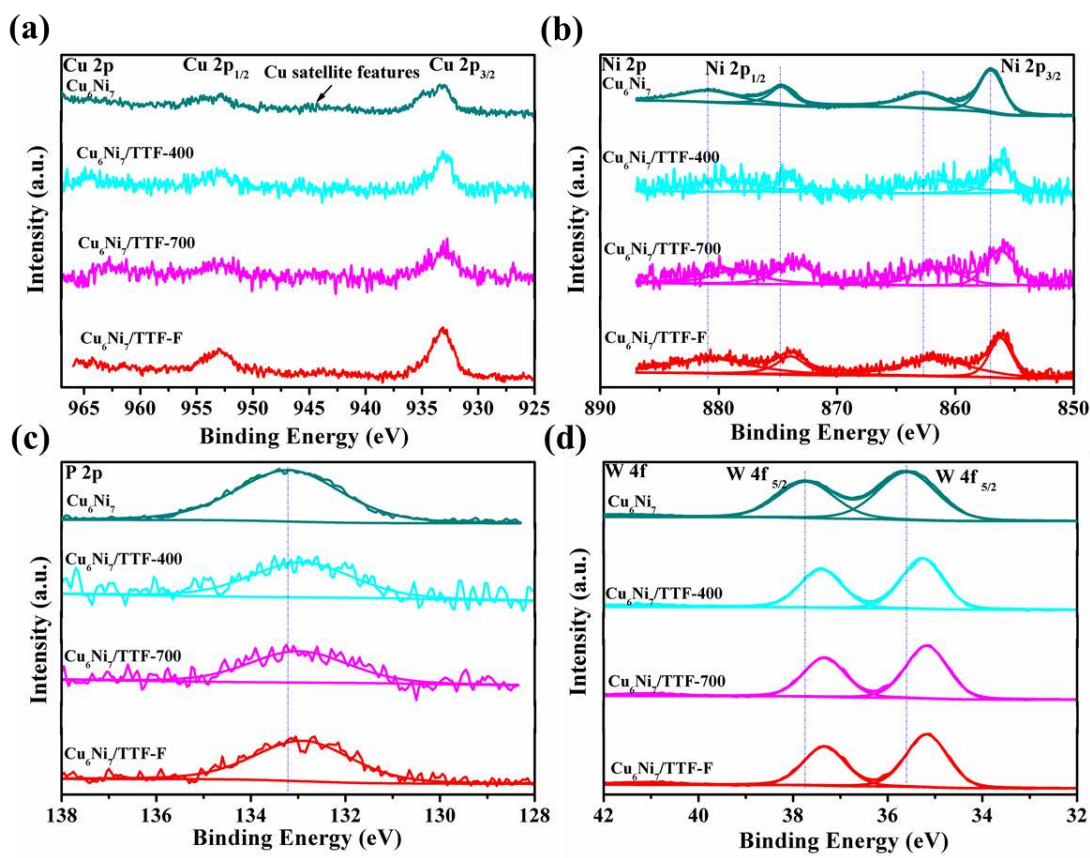 (a)
Cu 2p
Cu 2p1/2
Cu satellite features
Cu 2p3/2
Cu6Ni7
Cu6Ni7/TTF-400
Cu6Ni7/TTF-700
Cu6Ni7/TTF-F
Intensity (a.u.)
965 960 955 950 945 940 935 930 925
Binding Energy (eV)
(b)
Ni 2p
Ni 2p1/2
Ni 2p3/2
Cu6Ni7
Cu6Ni7/TTF-400
Cu6Ni7/TTF-700
Cu6Ni7/TTF-F
Intensity (a.u.)
890 880 870 860 850
Binding Energy (eV)
(c)
P 2p
Cu6Ni7
Cu6Ni7/TTF-400
Cu6Ni7/TTF-700
Cu6Ni7/TTF-F
Intensity (a.u.)
138 136 134 132 130 128
Binding Energy (eV)
(d)
W 4f
W 4f 5/2
W 4f 5/2
Cu6Ni7
Cu6Ni7/TTF-400
Cu6Ni7/TTF-700
Cu6Ni7/TTF-F
Intensity (a.u.)
42 40 38 36 34 32
Binding Energy (eV)